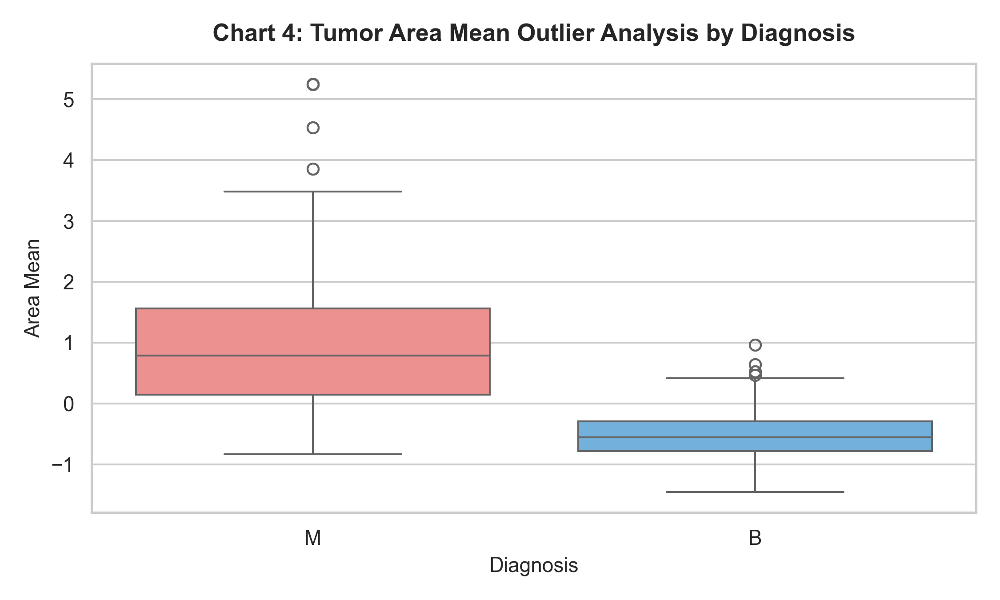 Chart 4: Tumor Area Mean Outlier Analysis by Diagnosis
5
4
3
2
1
0
−1
Area Mean
M
B
Diagnosis